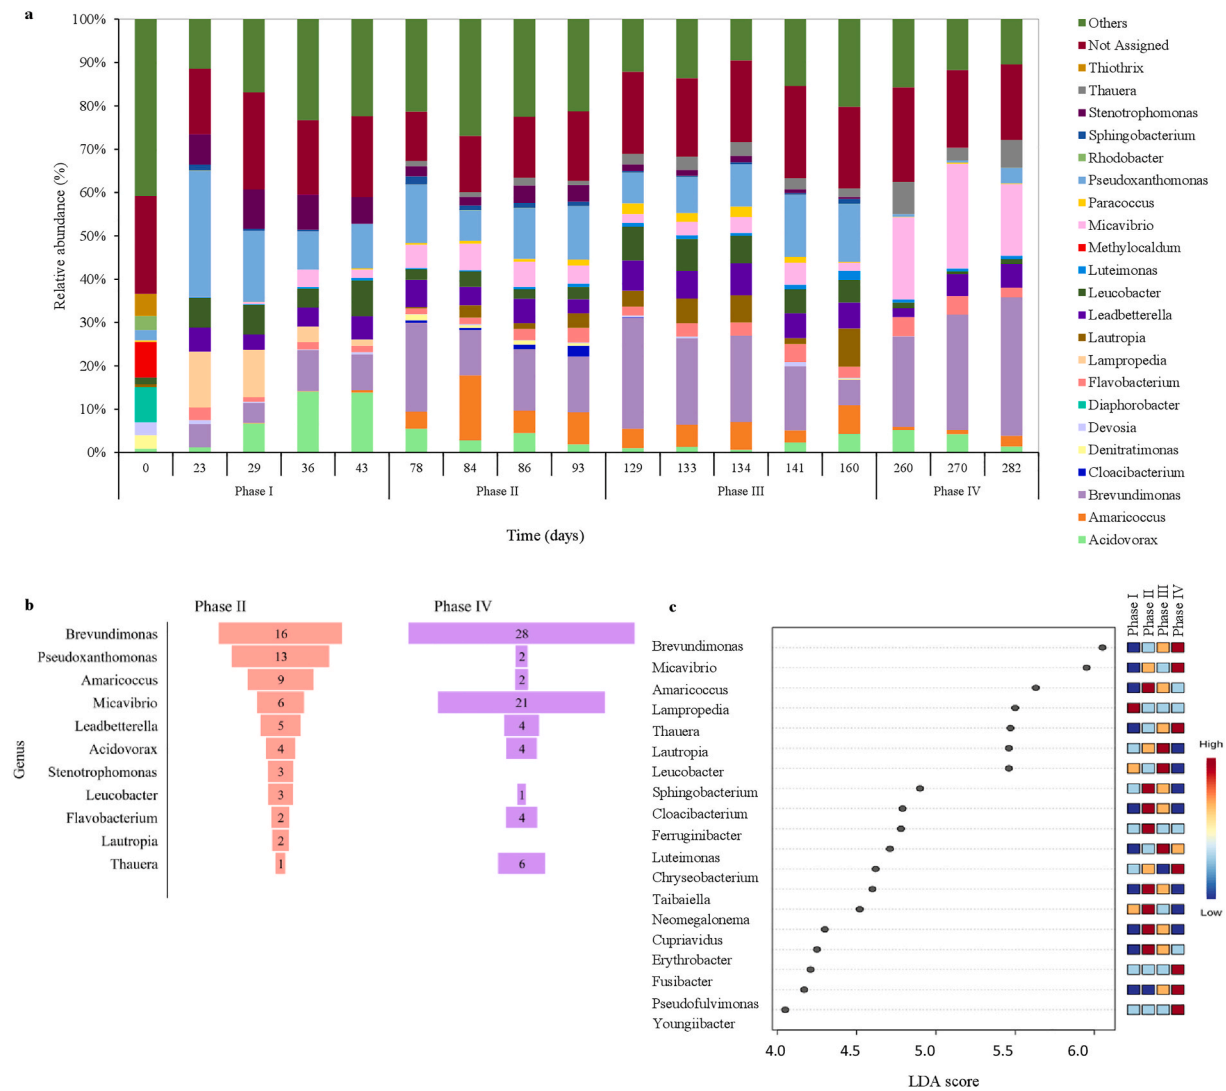 a
100%
90%
80%
70%
60%
50%
40%
30%
20%
10%
0%
Relative abundance (%)
0 23 29 36 43 78 84 86 93 129 133 134 141 160 260 270 282
Phase I Phase II Phase III Phase IV
Time (days)
Others
Not Assigned
Thiothrix
Thauera
Stenotrophomonas
Sphingobacterium
Rhodobacter
Pseudoxanthomonas
Paracoccus
Micavibrio
Methylocaldum
Luteimonas
Leucobacter
Leadbetterella
Lautropia
Lampropedia
Flavobacterium
Diaphorobacter
Devosia
Denitratimonas
Cloacibacterium
Brevundimonas
Amaricoccus
Acidovorax
b
Phase II Phase IV
Genus
Brevundimonas 16 28
Pseudoxanthomonas 13 2
Amaricoccus 9 2
Micavibrio 6 21
Leadbetterella 5 4
Acidovorax 4 4
Stenotrophomonas 3
Leucobacter 3 1
Flavobacterium 2 4
Lautropia 2
Thauera 1 6
c
Phase I
Phase II
Phase III
Phase IV
Brevundimonas
Micavibrio
Amaricoccus
Lampropedia
Thauera
Lautropia
Leucobacter
Sphingobacterium
Cloacibacterium
Ferruginibacter
Luteimonas
Chryseobacterium
Taibaiella
Neomegalonema
Cupriavidus
Erythrobacter
Fusibacter
Pseudofulvimonas
Youngiibacter
High
Low
4.0 4.5 5.0 5.5 6.0
LDA score